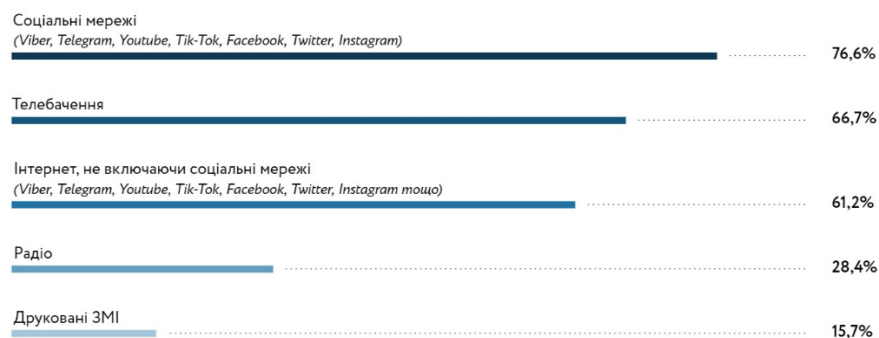 Соціальні мережі
(Viber, Telegram, Youtube, Tik-Tok, Facebook, Twitter, Instagram)
76,6%
Телебачення
66,7%
Інтернет, не включаючи соціальні мережі
(Viber, Telegram, Youtube, Tik-Tok, Facebook, Twitter, Instagram тощо)
61,2%
Радіо
28,4%
Друковані ЗМІ
15,7%